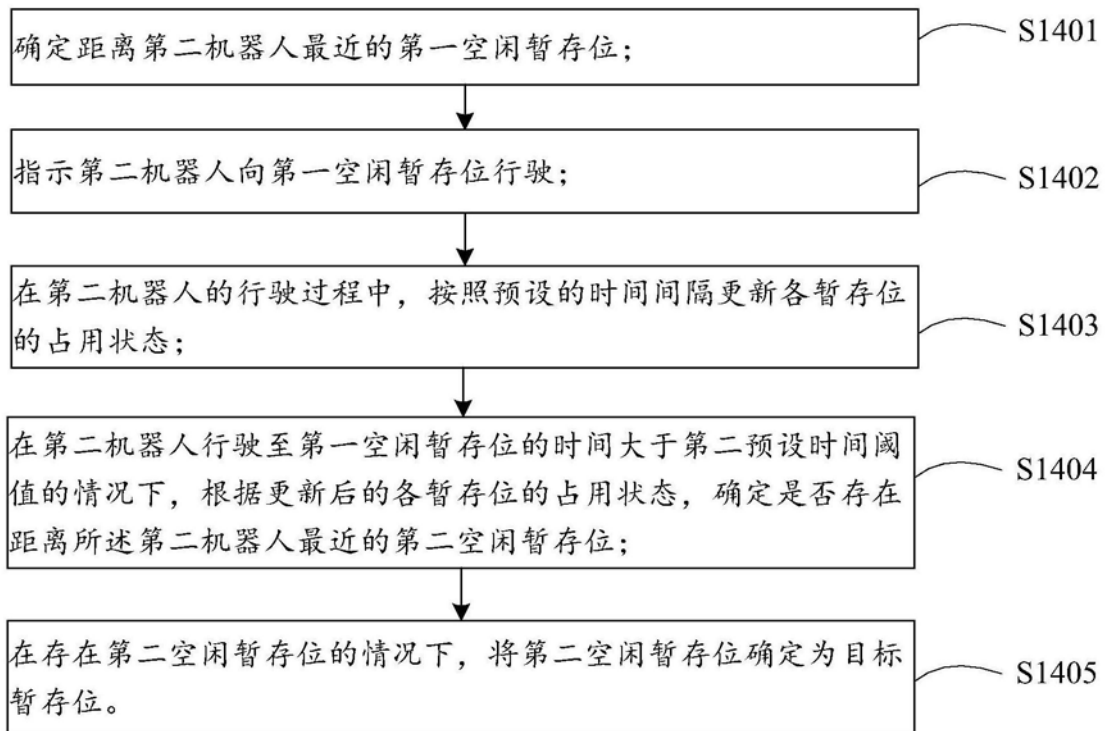 确定距离第二机器人最近的第一空闲暂存位；
S1401
指示第二机器人向第一空闲暂存位行驶；
S1402
在第二机器人的行驶过程中，按照预设的时间间隔更新各暂存位
的占用状态；
S1403
在第二机器人行驶至第一空闲暂存位的时间大于第二预设时间阈
值的情况下，根据更新后的各暂存位的占用状态，确定是否存在
距离所述第二机器人最近的第二空闲暂存位；
S1404
在存在第二空闲暂存位的情况下，将第二空闲暂存位确定为目标
暂存位。
S1405